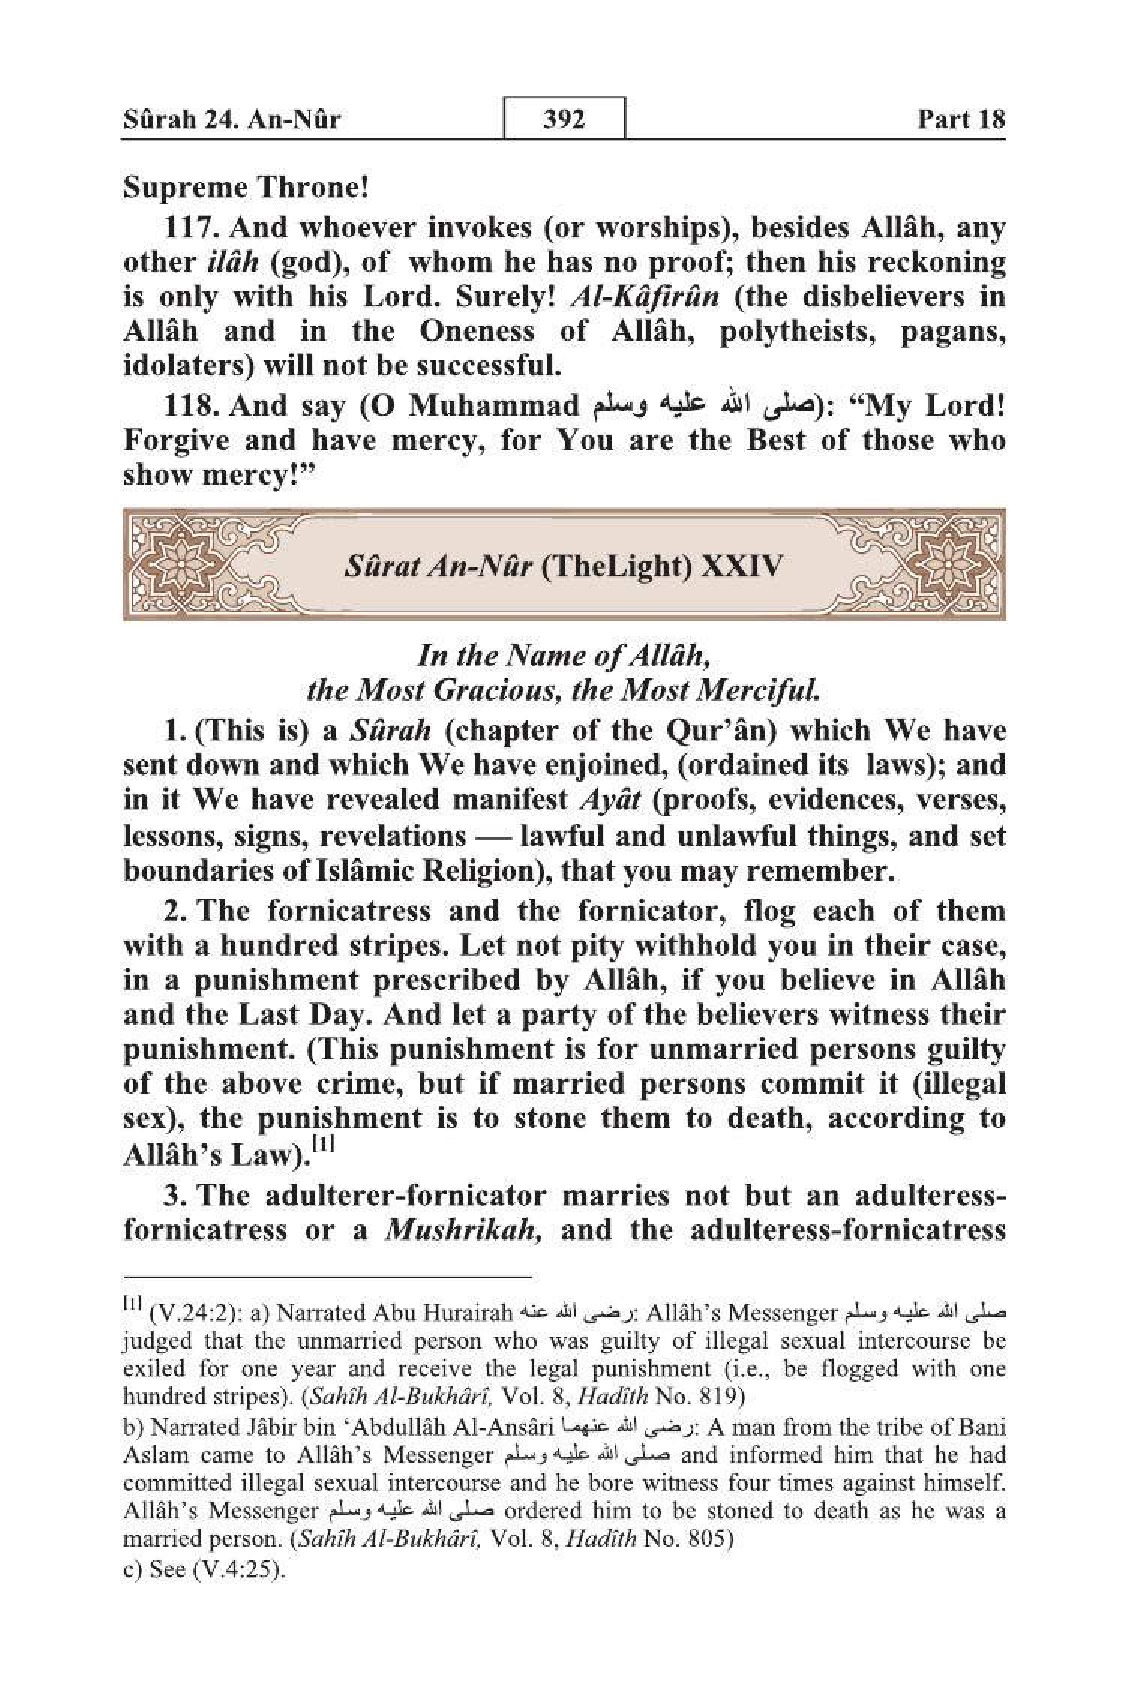 Sûrah 24. An-Nûr 392 Part 18
Supreme Throne!
117. And whoever invokes (or worships), besides Allâh, any
other ilâh (god), of whom he has no proof; then his reckoning
is only with his Lord. Surely! Al-Kâfirûn (the disbelievers in
Allâh and in the Oneness of Allâh, polytheists, pagans,
idolaters) will not be successful.
118. And say (O Muhammad صلى الله عليه وسلم): “My Lord!
Forgive and have mercy, for You are the Best of those who
show mercy!”
Sûrat An-Nûr (TheLight) XXIV
In the Name of Allâh,
the Most Gracious, the Most Merciful.
1. (This is) a Sûrah (chapter of the Qur’ân) which We have
sent down and which We have enjoined, (ordained its laws); and
in it We have revealed manifest Ayât (proofs, evidences, verses,
lessons, signs, revelations — lawful and unlawful things, and set
boundaries of Islâmic Religion), that you may remember.
2. The fornicatress and the fornicator, flog each of them
with a hundred stripes. Let not pity withhold you in their case,
in a punishment prescribed by Allâh, if you believe in Allâh
and the Last Day. And let a party of the believers witness their
punishment. (This punishment is for unmarried persons guilty
of the above crime, but if married persons commit it (illegal
sex), the punishment is to stone them to death, according to
Allâh’s Law).[1]
3. The adulterer-fornicator marries not but an adulteress-
fornicatress or a Mushrikah, and the adulteress-fornicatress
[1] (V.24:2): a) Narrated Abu Hurairah رضى الله عنه: Allâh’s Messenger صلى الله عليه وسلم
judged that the unmarried person who was guilty of illegal sexual intercourse be
exiled for one year and receive the legal punishment (i.e., be flogged with one
hundred stripes). (Sahîh Al-Bukhârî, Vol. 8, Hadîth No. 819)
b) Narrated Jâbir bin ‘Abdullâh Al-Ansâri رضى الله عنهما: A man from the tribe of Bani
Aslam came to Allâh’s Messenger صلى الله عليه وسلم and informed him that he had
committed illegal sexual intercourse and he bore witness four times against himself.
Allâh’s Messenger صلى الله عليه وسلم ordered him to be stoned to death as he was a
married person. (Sahîh Al-Bukhârî, Vol. 8, Hadîth No. 805)
c) See (V.4:25).